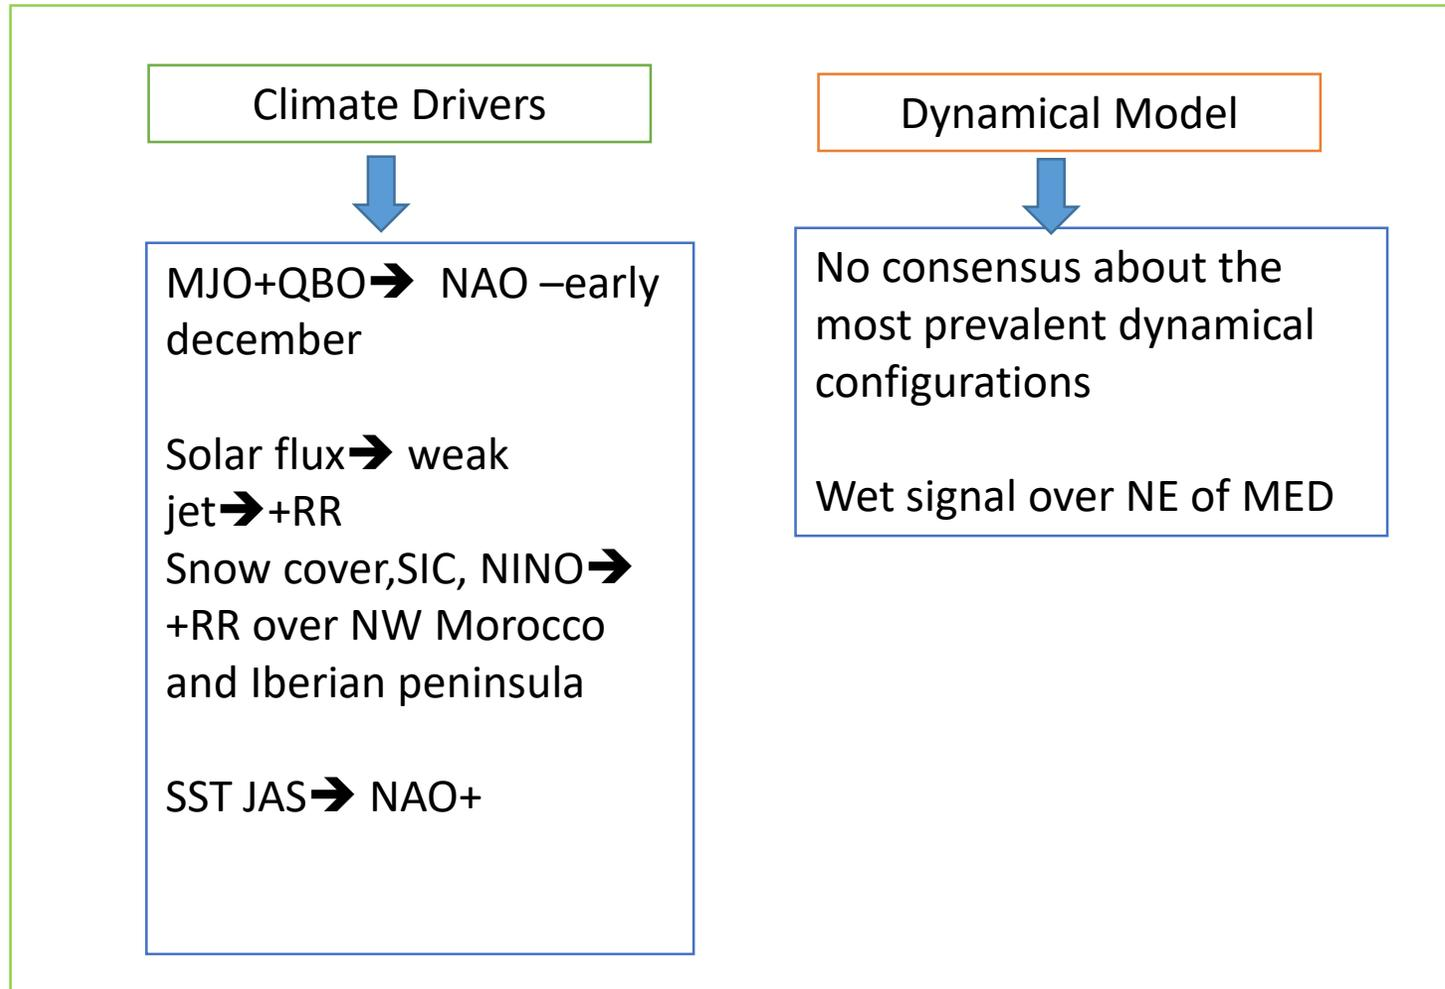 Climate Drivers
MJO+QBO➔ NAO –early
december
Solar flux➔ weak
jet➔+RR
Snow cover,SIC, NINO➔
+RR over NW Morocco
and Iberian peninsula
SST JAS➔ NAO+
Dynamical Model
No consensus about the
most prevalent dynamical
configurations
Wet signal over NE of MED